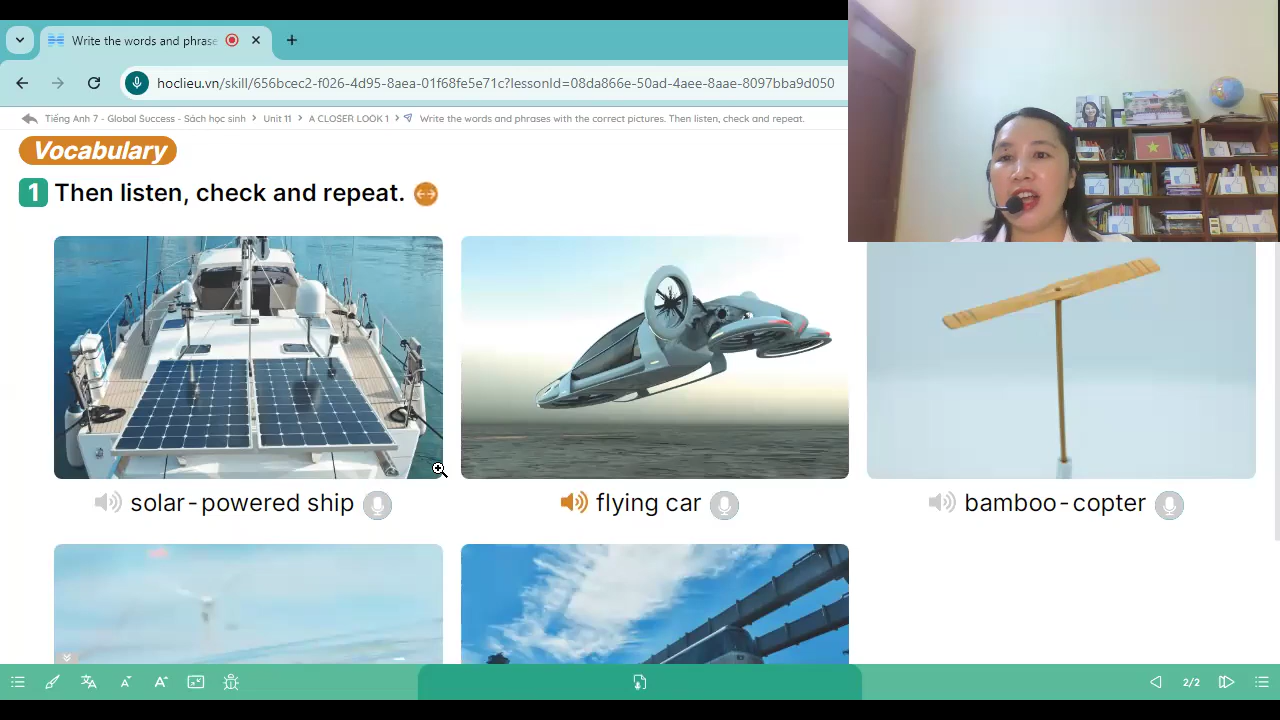 Write the words and phrase
hoclieu.vn/skill/656bcec2-f026-4d95-8aea-01f68fe5e71c?lessonId=08da866e-50ad-4aee-8aae-8097bba9d050
Tiếng Anh 7 - Global Success - Sách học sinh > Unit 11 > A CLOSER LOOK 1 > Write the words and phrases with the correct pictures. Then listen, check and repeat.
Vocabulary
1 Then listen, check and repeat.
solar-powered ship
flying car
bamboo-copter
2/2